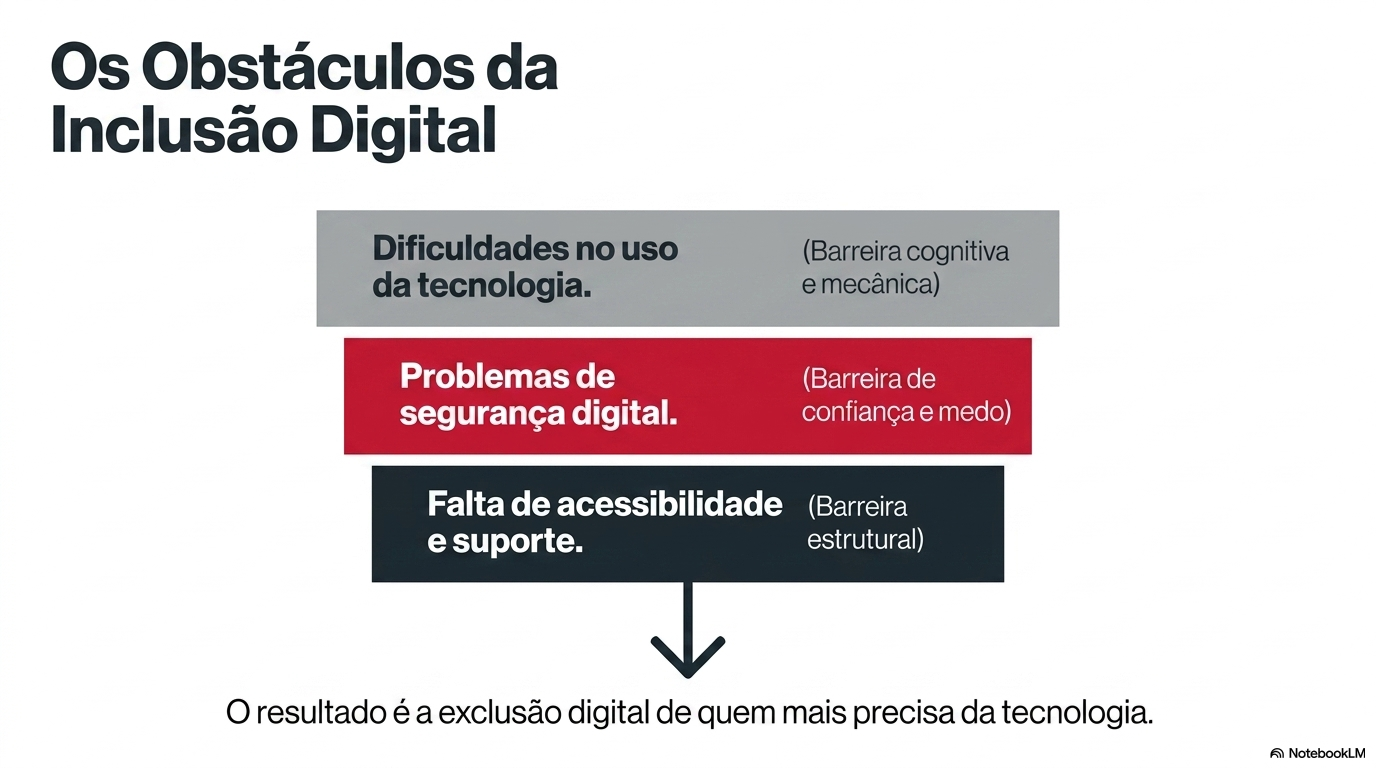 Os Obstáculos da
Inclusão Digital
Dificuldades no uso
da tecnologia.
(Barreira cognitiva
e mecânica)
Problemas de
segurança digital.
(Barreira de
confiança e medo)
Falta de acessibilidade
e suporte.
(Barreira
estrutural)
O resultado é a exclusão digital de quem mais precisa da tecnologia.
NotebookLM